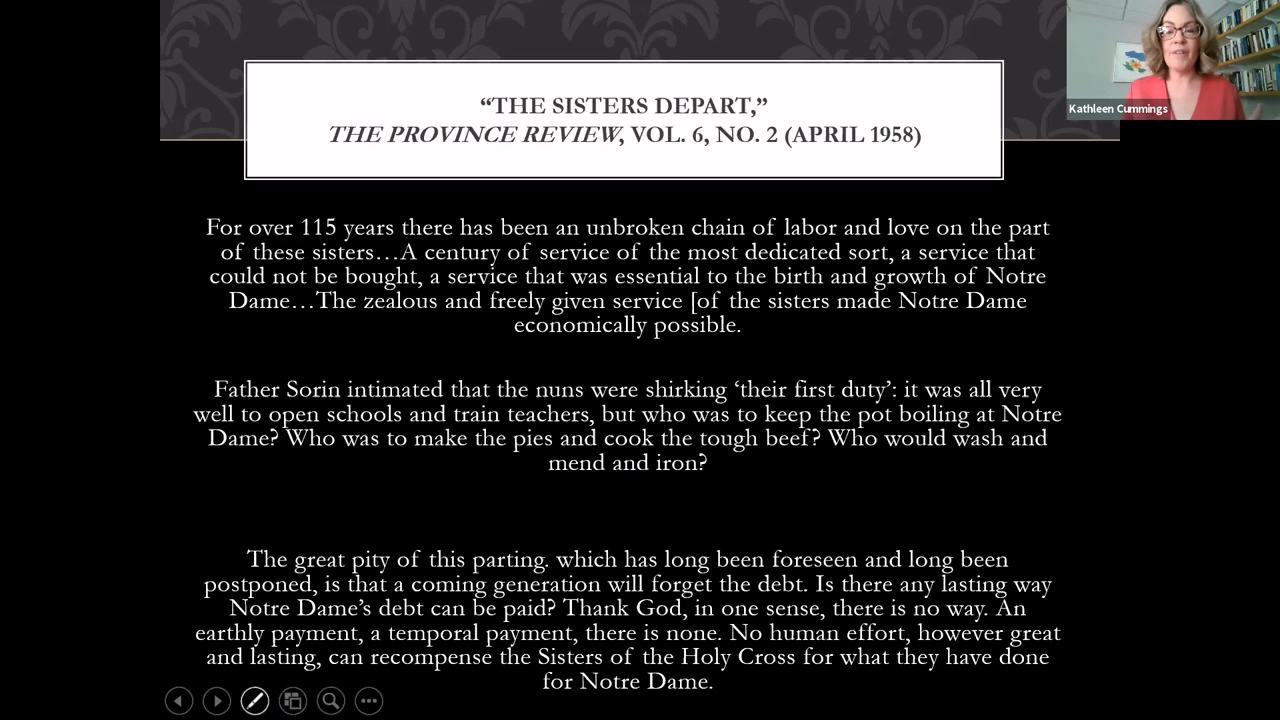 “THE SISTERS DEPART,”
THE PROVINCE REVIEW, VOL. 6, NO. 2 (APRIL 1958)
Kathleen Cummings
For over 115 years there has been an unbroken chain of labor and love on the part
of these sisters…A century of service of the most dedicated sort, a service that
could not be bought, a service that was essential to the birth and growth of Notre
Dame…The zealous and freely given service [of the sisters made Notre Dame
economically possible.
Father Sorin intimated that the nuns were shirking ‘their first duty’: it was all very
well to open schools and train teachers, but who was to keep the pot boiling at Notre
Dame? Who was to make the pies and cook the tough beef? Who would wash and
mend and iron?
The great pity of this parting. which has long been foreseen and long been
postponed, is that a coming generation will forget the debt. Is there any lasting way
Notre Dame’s debt can be paid? Thank God, in one sense, there is no way. An
earthly payment, a temporal payment, there is none. No human effort, however great
and lasting, can recompense the Sisters of the Holy Cross for what they have done
for Notre Dame.